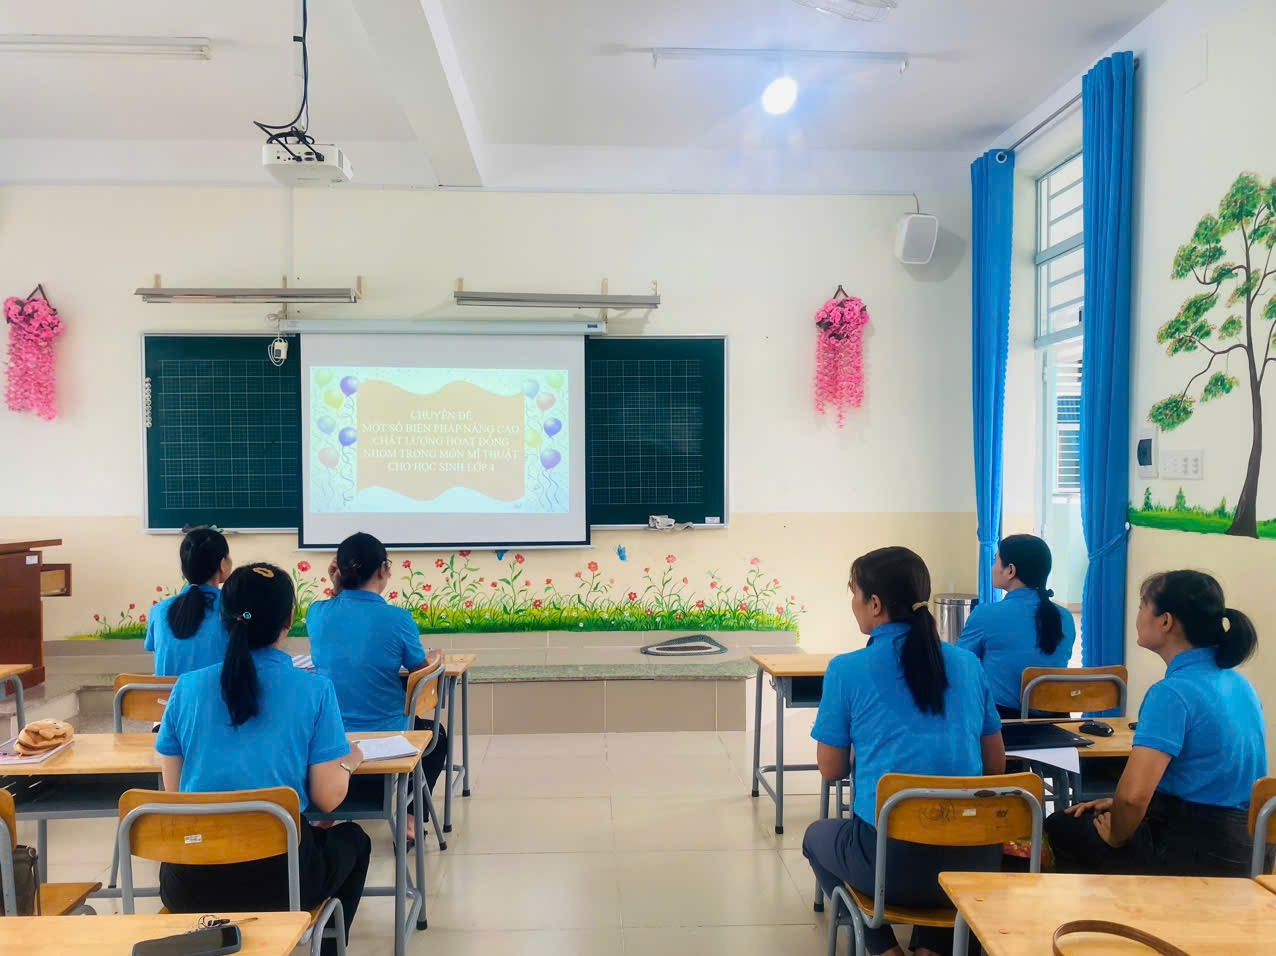 CHUYÊN ĐỀ
MỘT SỐ BIỆN PHÁP NÂNG CAO
CHẤT LƯỢNG HOẠT ĐỘNG
NHÓM TRONG MÔN MĨ THUẬT
CHO HỌC SINH LỚP 4